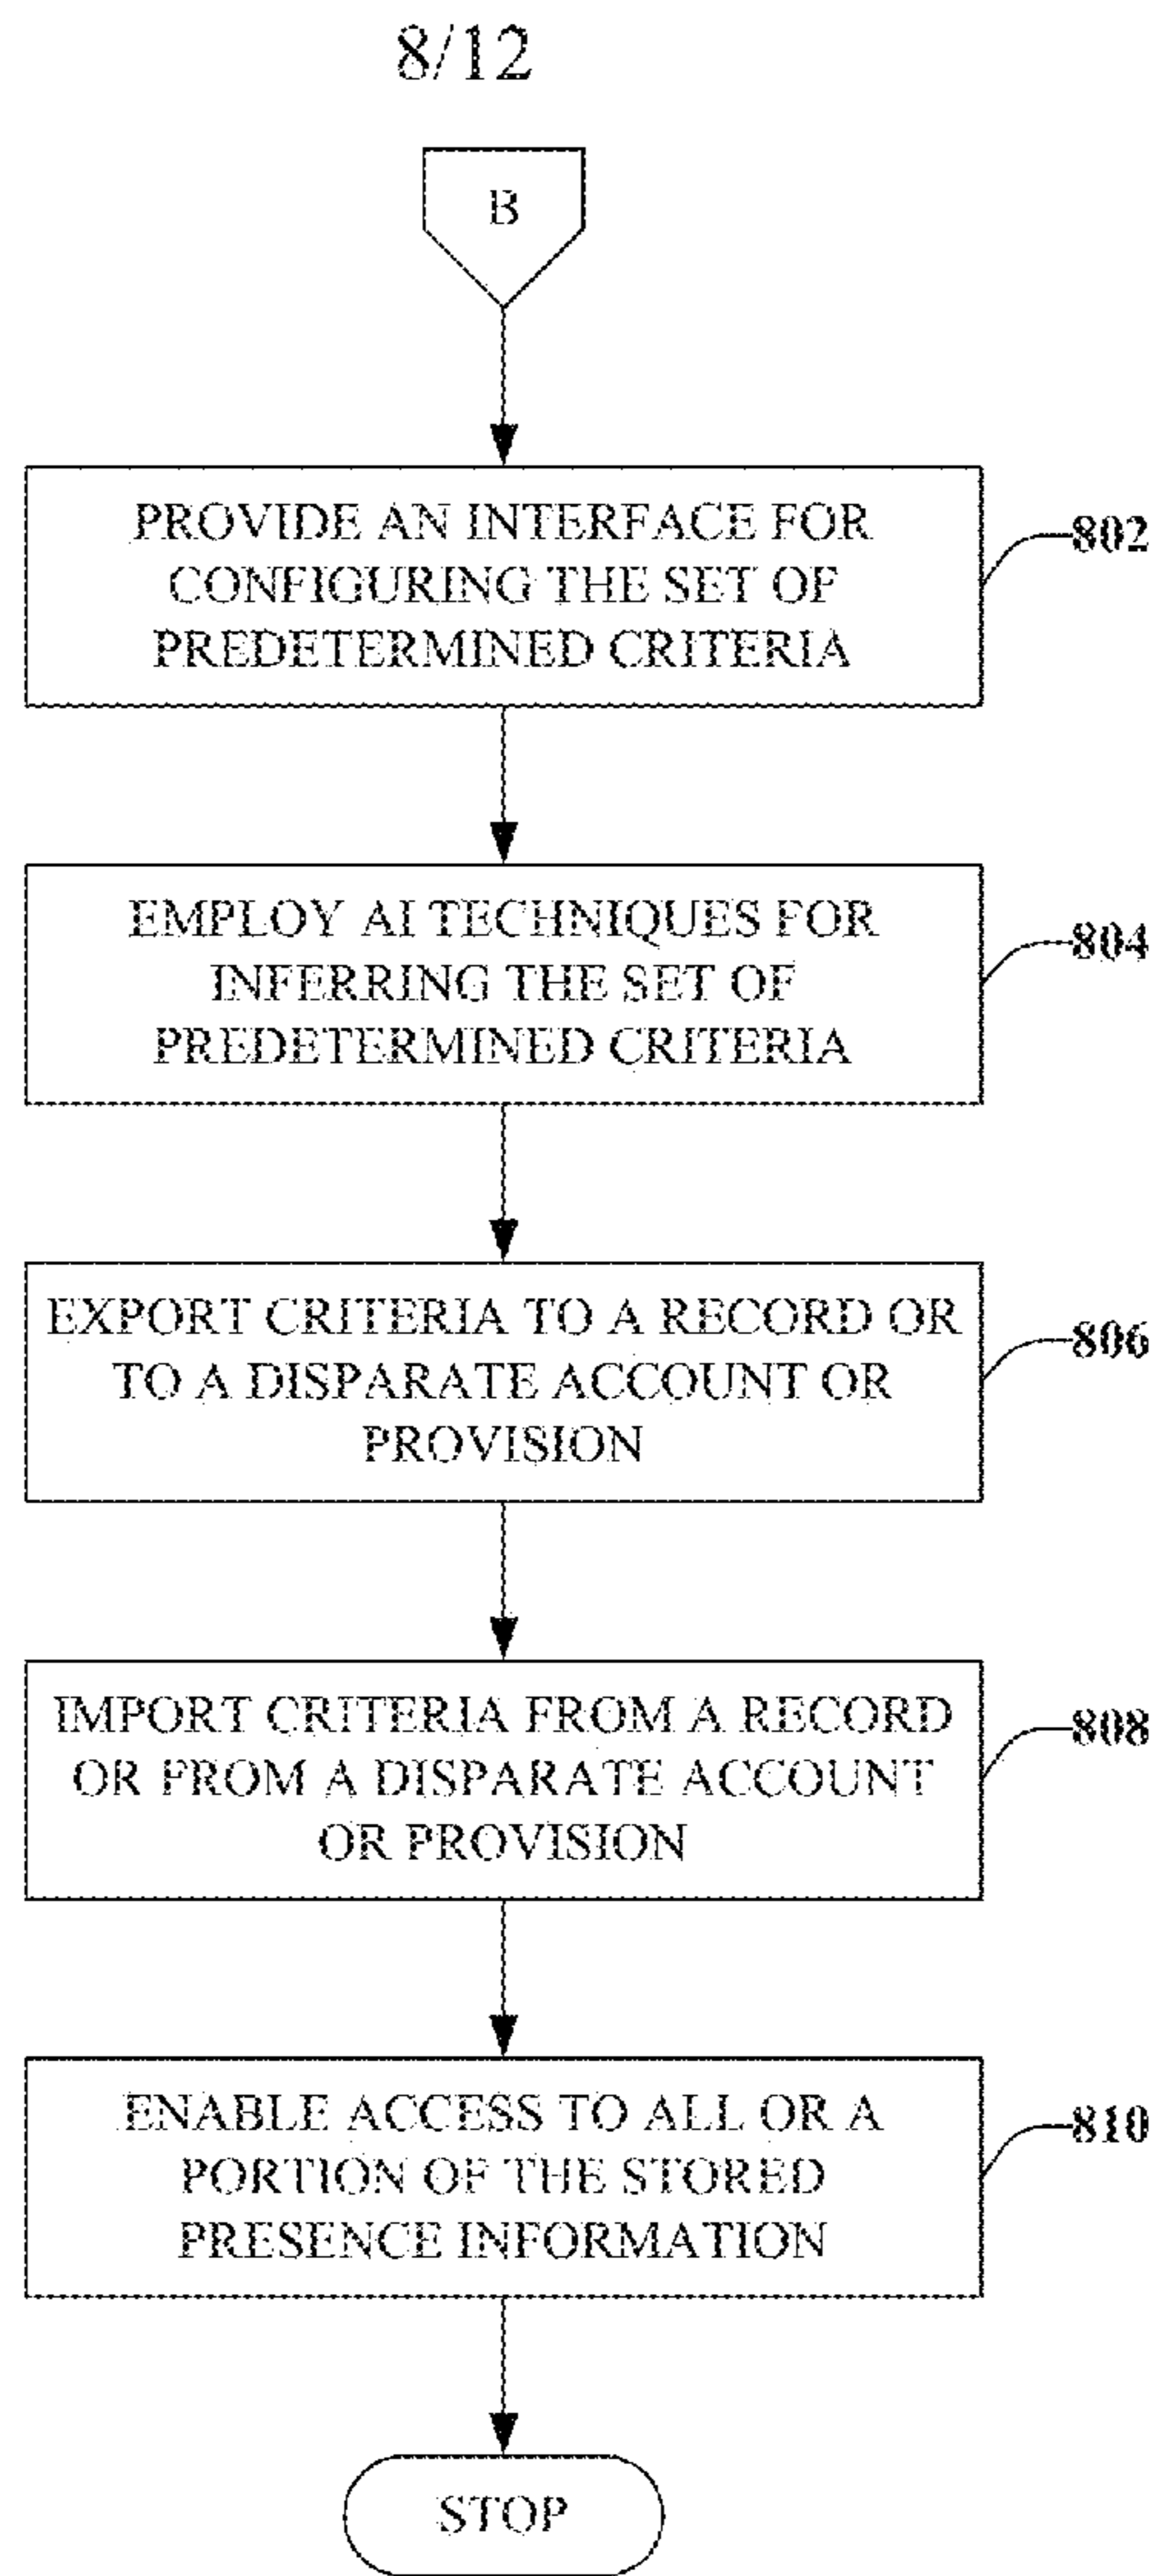 8/12
B
PROVIDE AN INTERFACE FOR
CONFIGURING THE SET OF
PREDETERMINED CRITERIA
802
EMPLOY AI TECHNIQUES FOR
INFERRING THE SET OF
PREDETERMINED CRITERIA
804
EXPORT CRITERIA TO A RECORD OR
TO A DISPARATE ACCOUNT OR
PROVISION
806
IMPORT CRITERIA FROM A RECORD
OR FROM A DISPARATE ACCOUNT
OR PROVISION
808
ENABLE ACCESS TO ALL OR A
PORTION OF THE STORED
PRESENCE INFORMATION
810
STOP